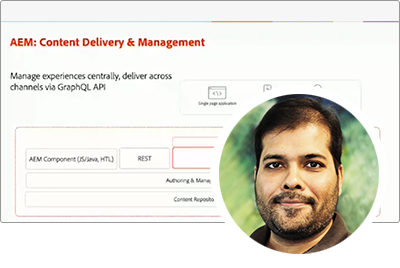 AEM: Content Delivery & Management
Manage experiences centrally, deliver across
channels via GraphQL API
Single page application
AEM Component (JS/Java, HTL)
REST
Authoring & Mana
Content Reposito